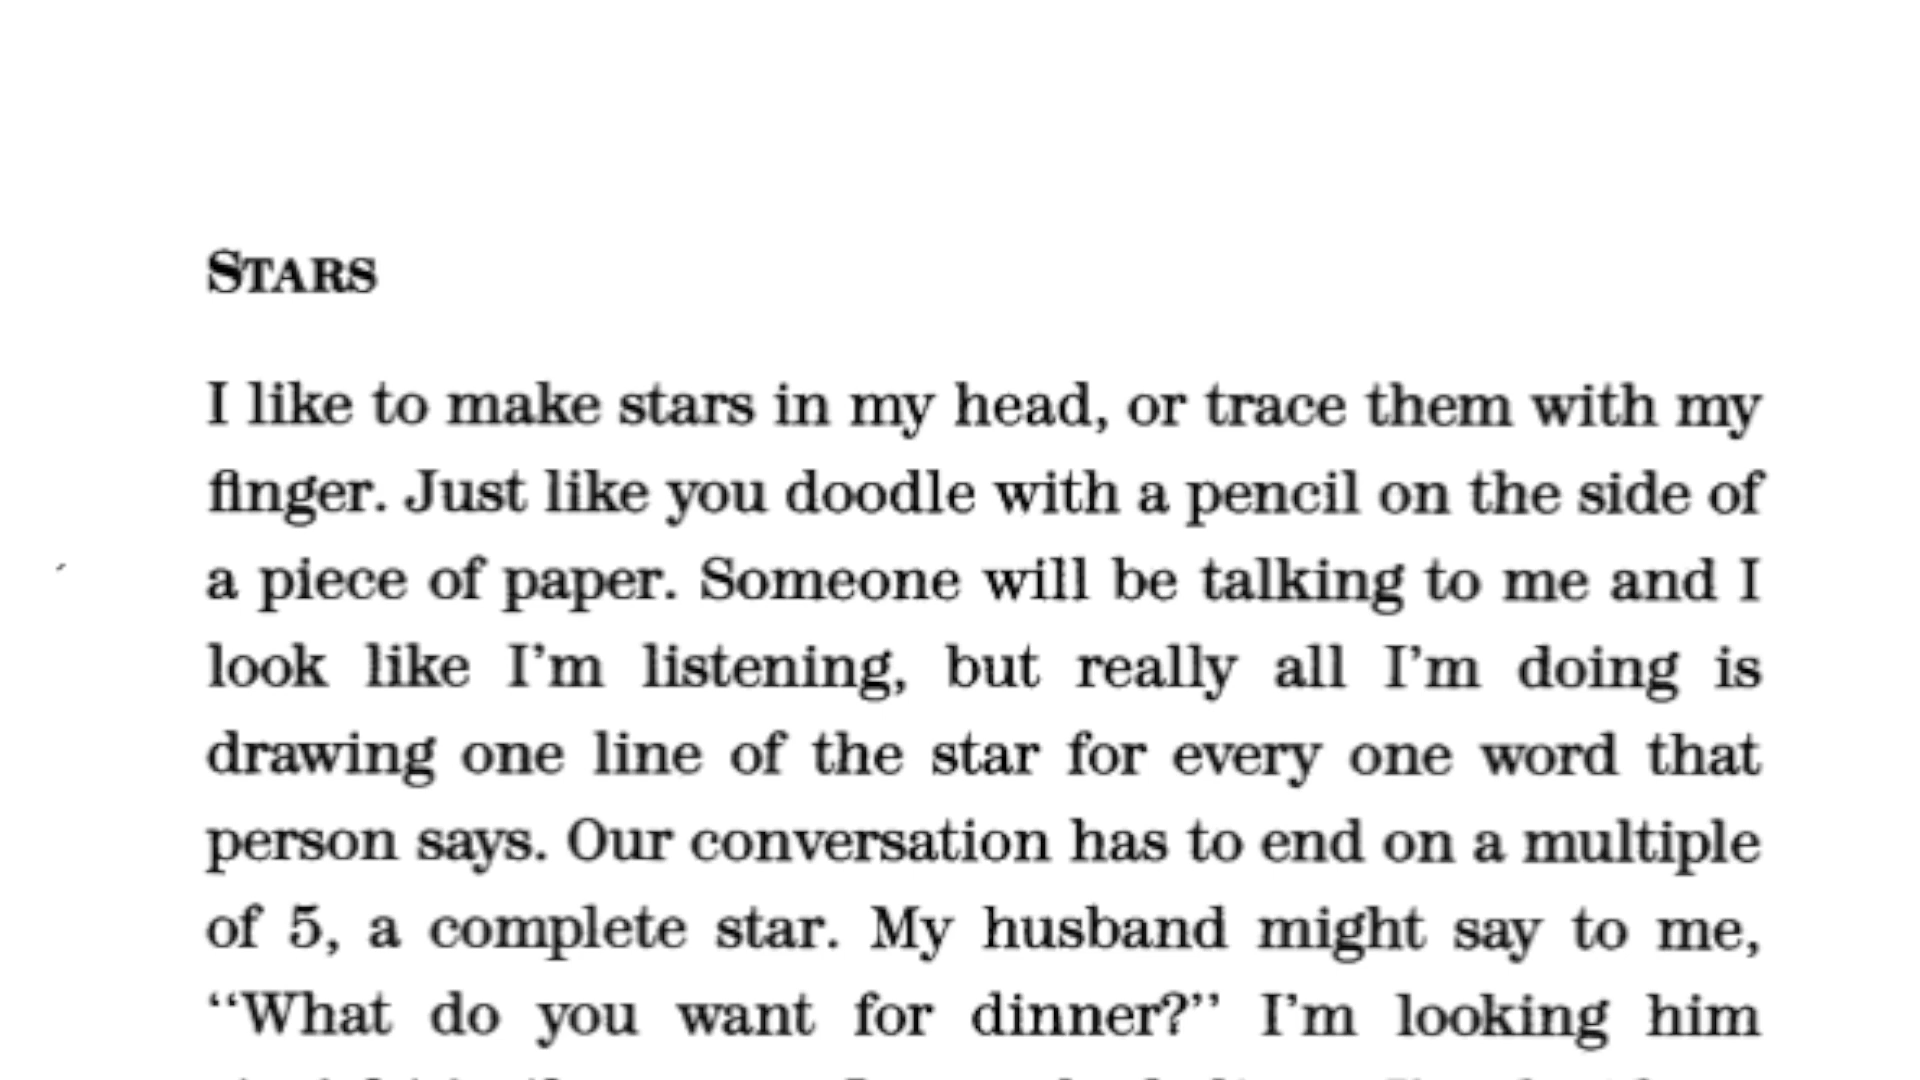 STARS
I like to make stars in my head, or trace them with my
finger. Just like you doodle with a pencil on the side of
a piece of paper. Someone will be talking to me and I
look like I’m listening, but really all I’m doing is
drawing one line of the star for every one word that
person says. Our conversation has to end on a multiple
of 5, a complete star. My husband might say to me,
‘‘What do you want for dinner?’’ I’m looking him